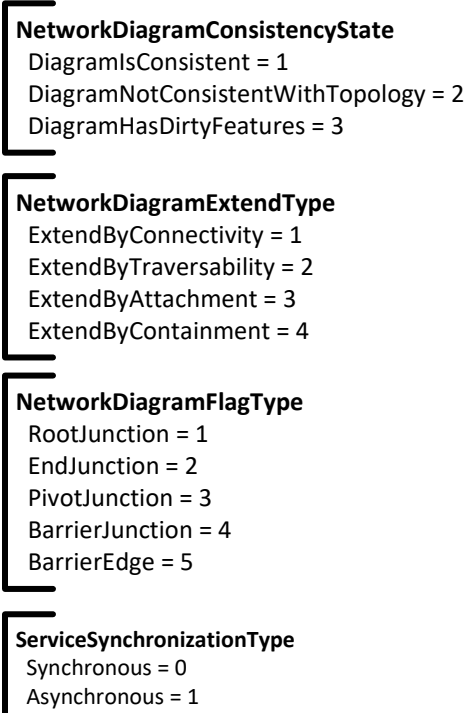 NetworkDiagramConsistencyState
DiagramIsConsistent = 1
DiagramNotConsistentWithTopology = 2
DiagramHasDirtyFeatures = 3
NetworkDiagramExtendType
ExtendByConnectivity = 1
ExtendByTraversability = 2
ExtendByAttachment = 3
ExtendByContainment = 4
NetworkDiagramFlagType
RootJunction = 1
EndJunction = 2
PivotJunction = 3
BarrierJunction = 4
BarrierEdge = 5
ServiceSynchronizationType
Synchronous = 0
Asynchronous = 1